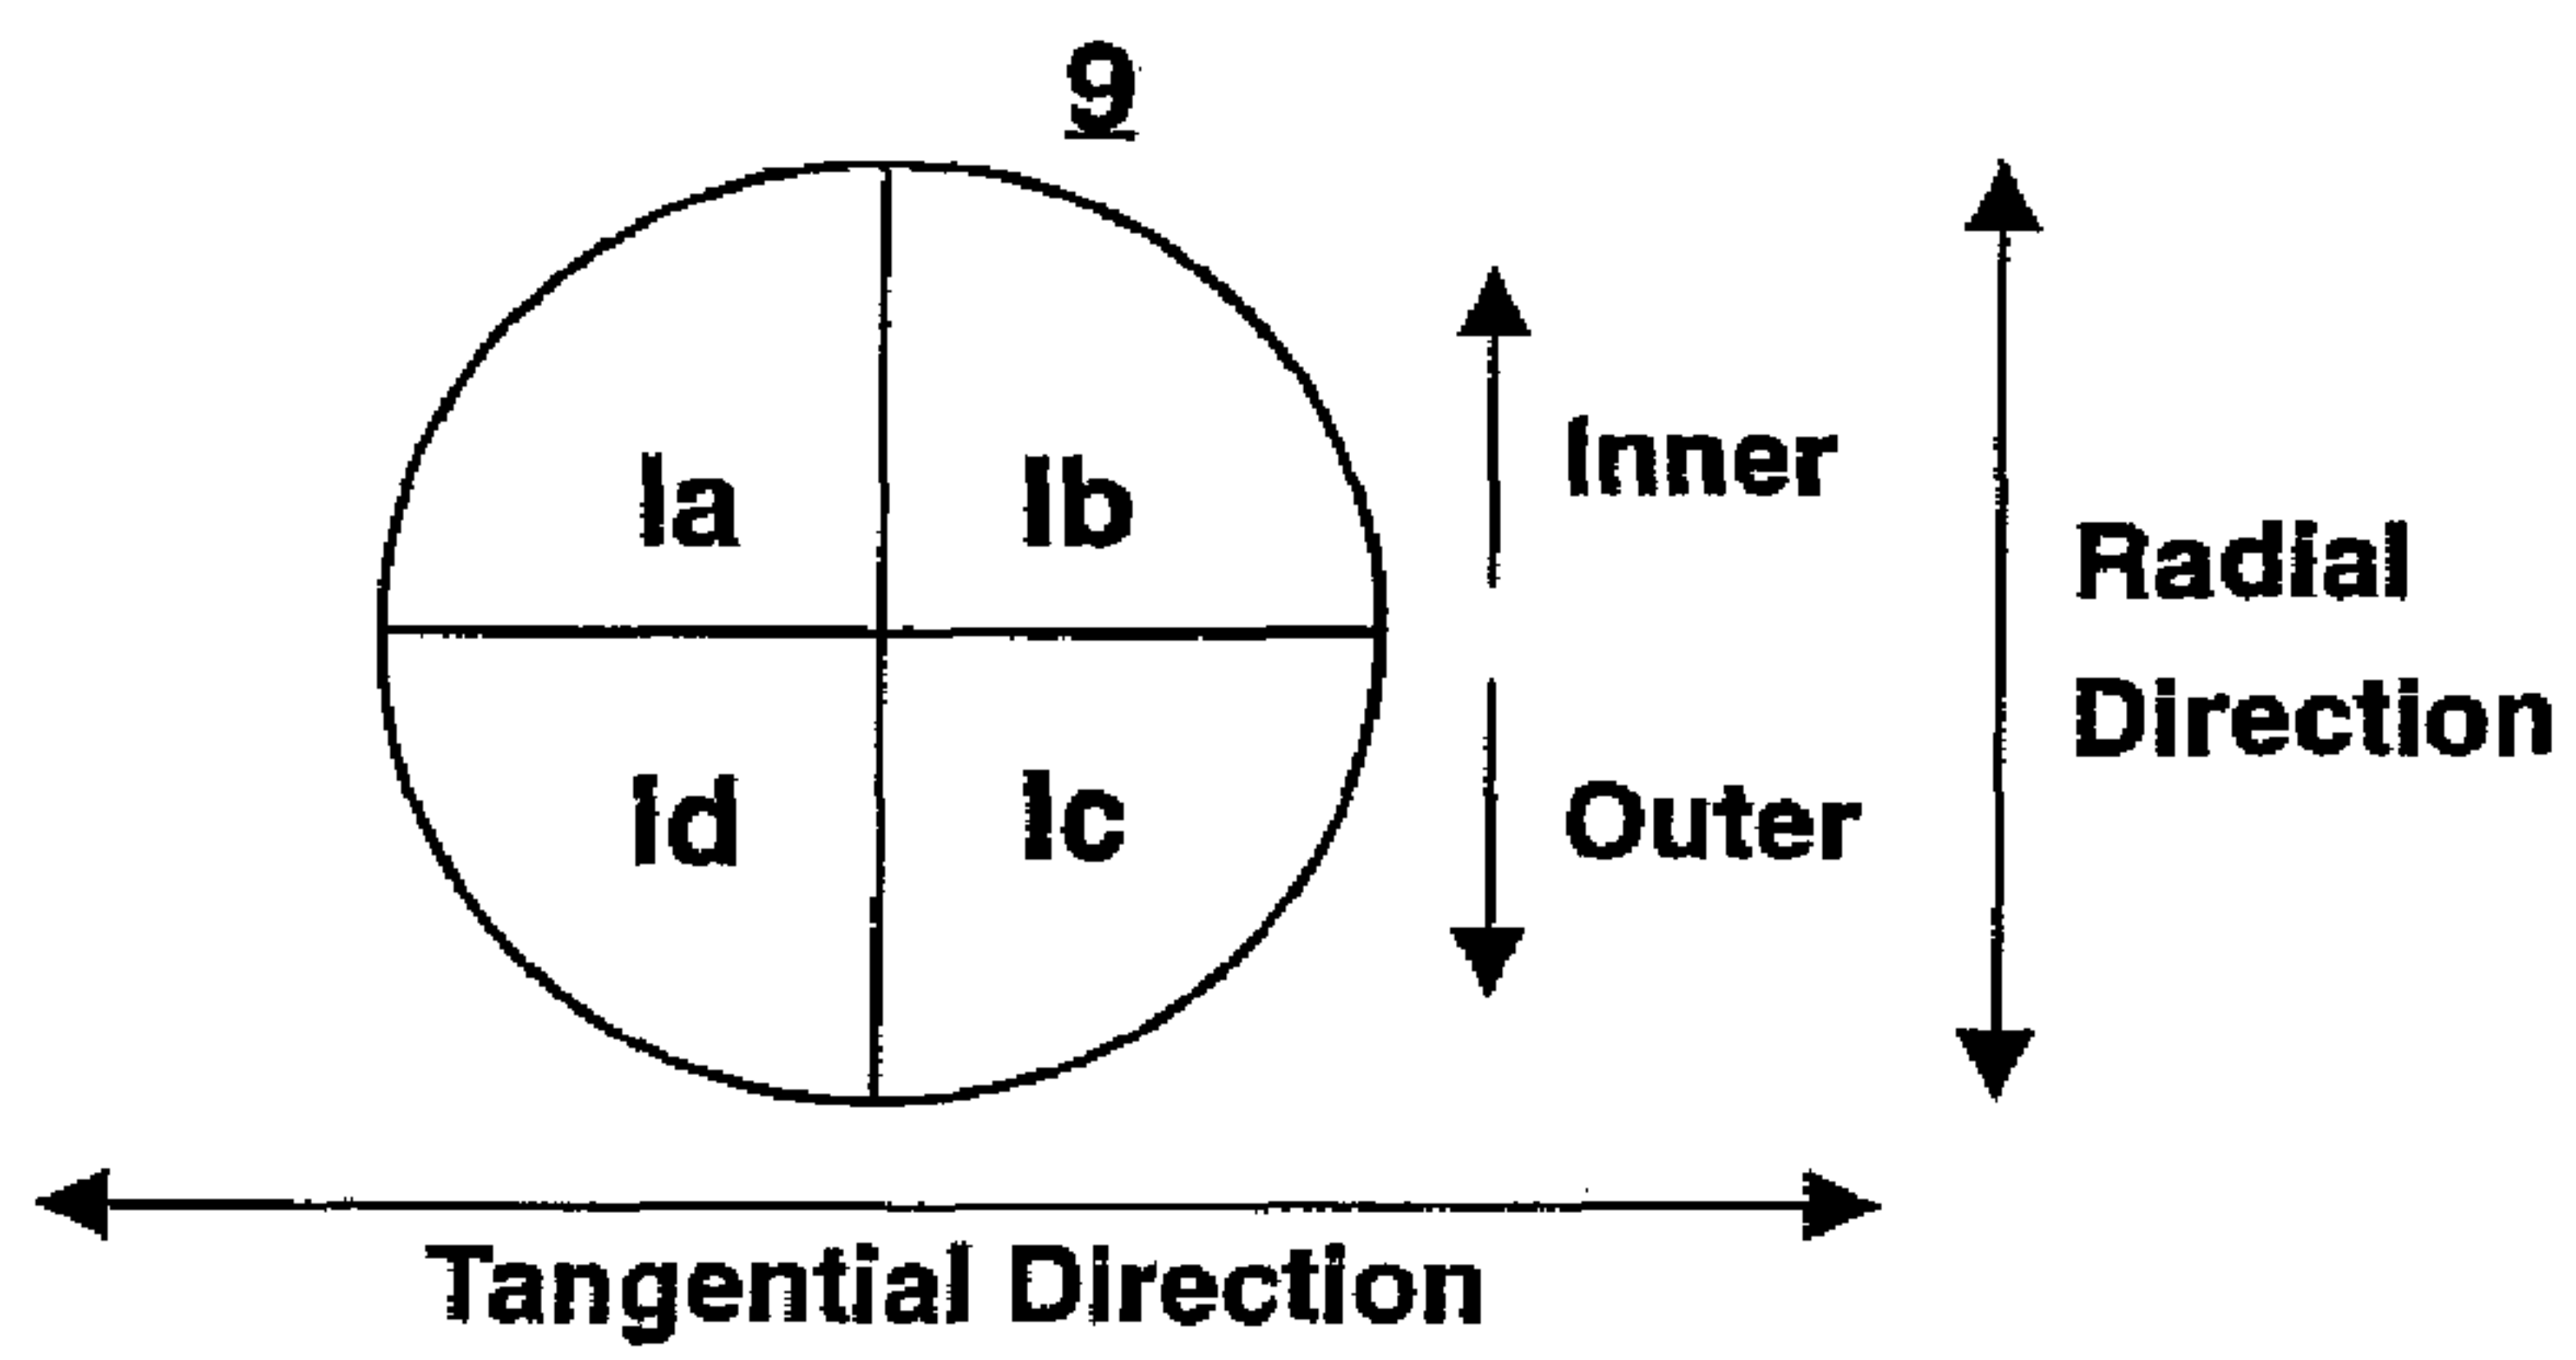 9
Ia Ib
Inner
Radial
Direction
Id Ic
Outer
Tangential Direction